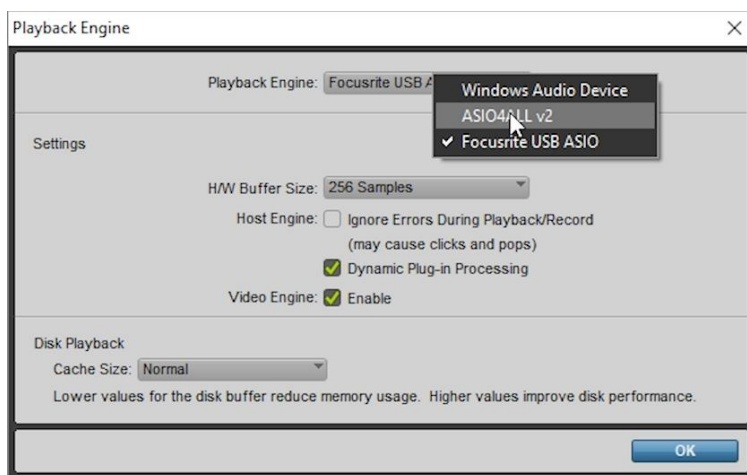 Playback Engine
Playback Engine: Focusrite USB A
Windows Audio Device
ASIO4ALL v2
Focusrite USB ASIO
Settings
H/W Buffer Size: 256 Samples
Host Engine: Ignore Errors During Playback/Record
(may cause clicks and pops)
Dynamic Plug-in Processing
Video Engine: Enable
Disk Playback
Cache Size: Normal
Lower values for the disk buffer reduce memory usage. Higher values improve disk performance.
OK